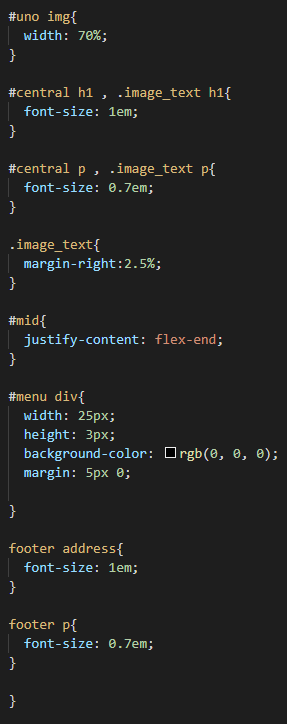 #uno img{
  width: 70%;
}

#central h1 , .image_text h1{
  font-size: 1em;
}

#central p , .image_text p{
  font-size: 0.7em;
}

.image_text{
  margin-right:2.5%;
}

#mid{
  justify-content: flex-end;
}

#menu div{
  width: 25px;
  height: 3px;
  background-color: rgb(0, 0, 0);
  margin: 5px 0;

}

footer address{
  font-size: 1em;
}

footer p{
  font-size: 0.7em;
}

}